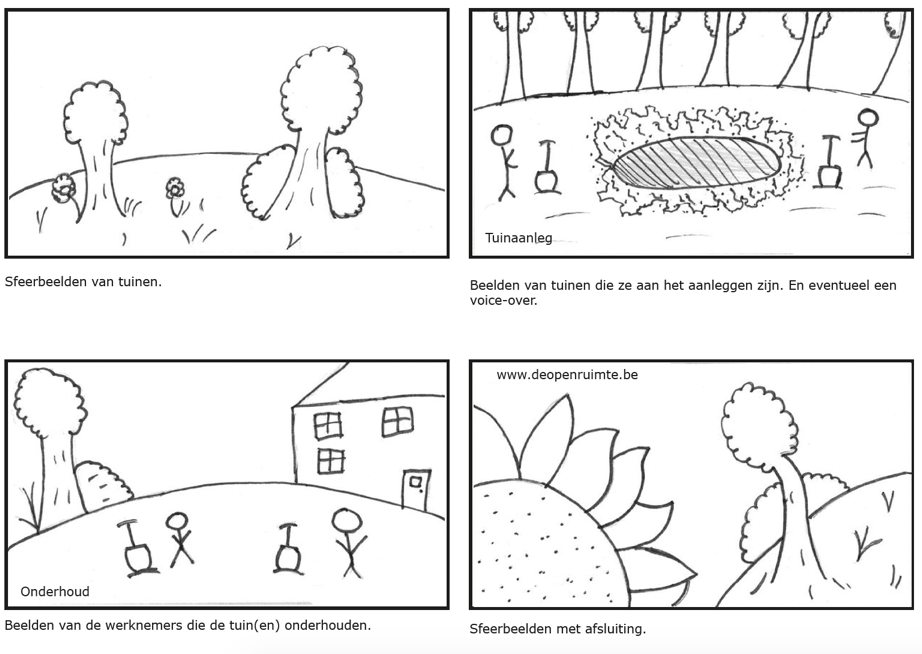 Sfeerbeelden van tuinen.
Tuinaanleg
Beelden van tuinen die ze aan het aanleggen zijn. En eventueel een
voice-over.
Onderhoud
Beelden van de werknemers die de tuin(en) onderhouden.
www.deopenruimte.be
Sfeerbeelden met afsluiting.